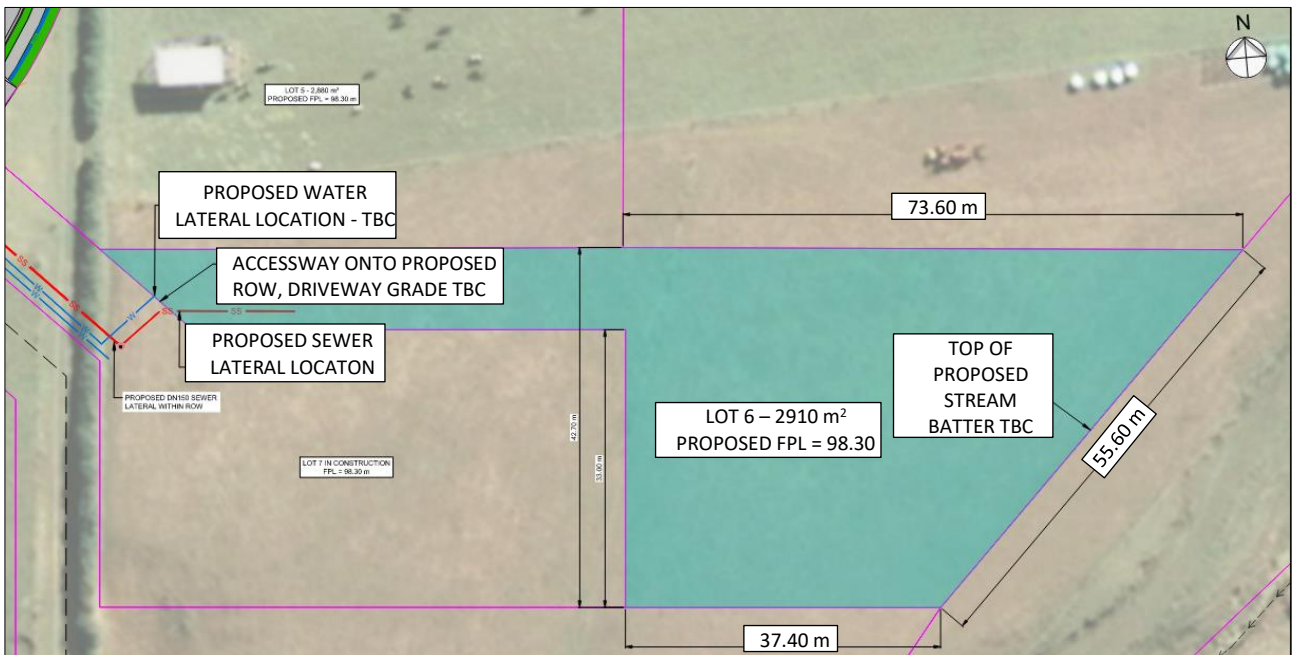 N
LOT 5 - 2,880 m²
PROPOSED FPL = 98.30 m
PROPOSED WATER
LATERAL LOCATION - TBC
73.60 m
ACCESSWAY ONTO PROPOSED
ROW, DRIVEWAY GRADE TBC
SS
SS
W
W
W
W
W
SS
SS
SS
PROPOSED SEWER
LATERAL LOCATON
PROPOSED DN150 SEWER
LATERAL WITHIN ROW
TOP OF
PROPOSED
STREAM
BATTER TBC
42.70 m
33.00 m
LOT 6 – 2910 m²
PROPOSED FPL = 98.30
55.60 m
LOT 7 IN CONSTRUCTION
FPL = 98.30 m
37.40 m